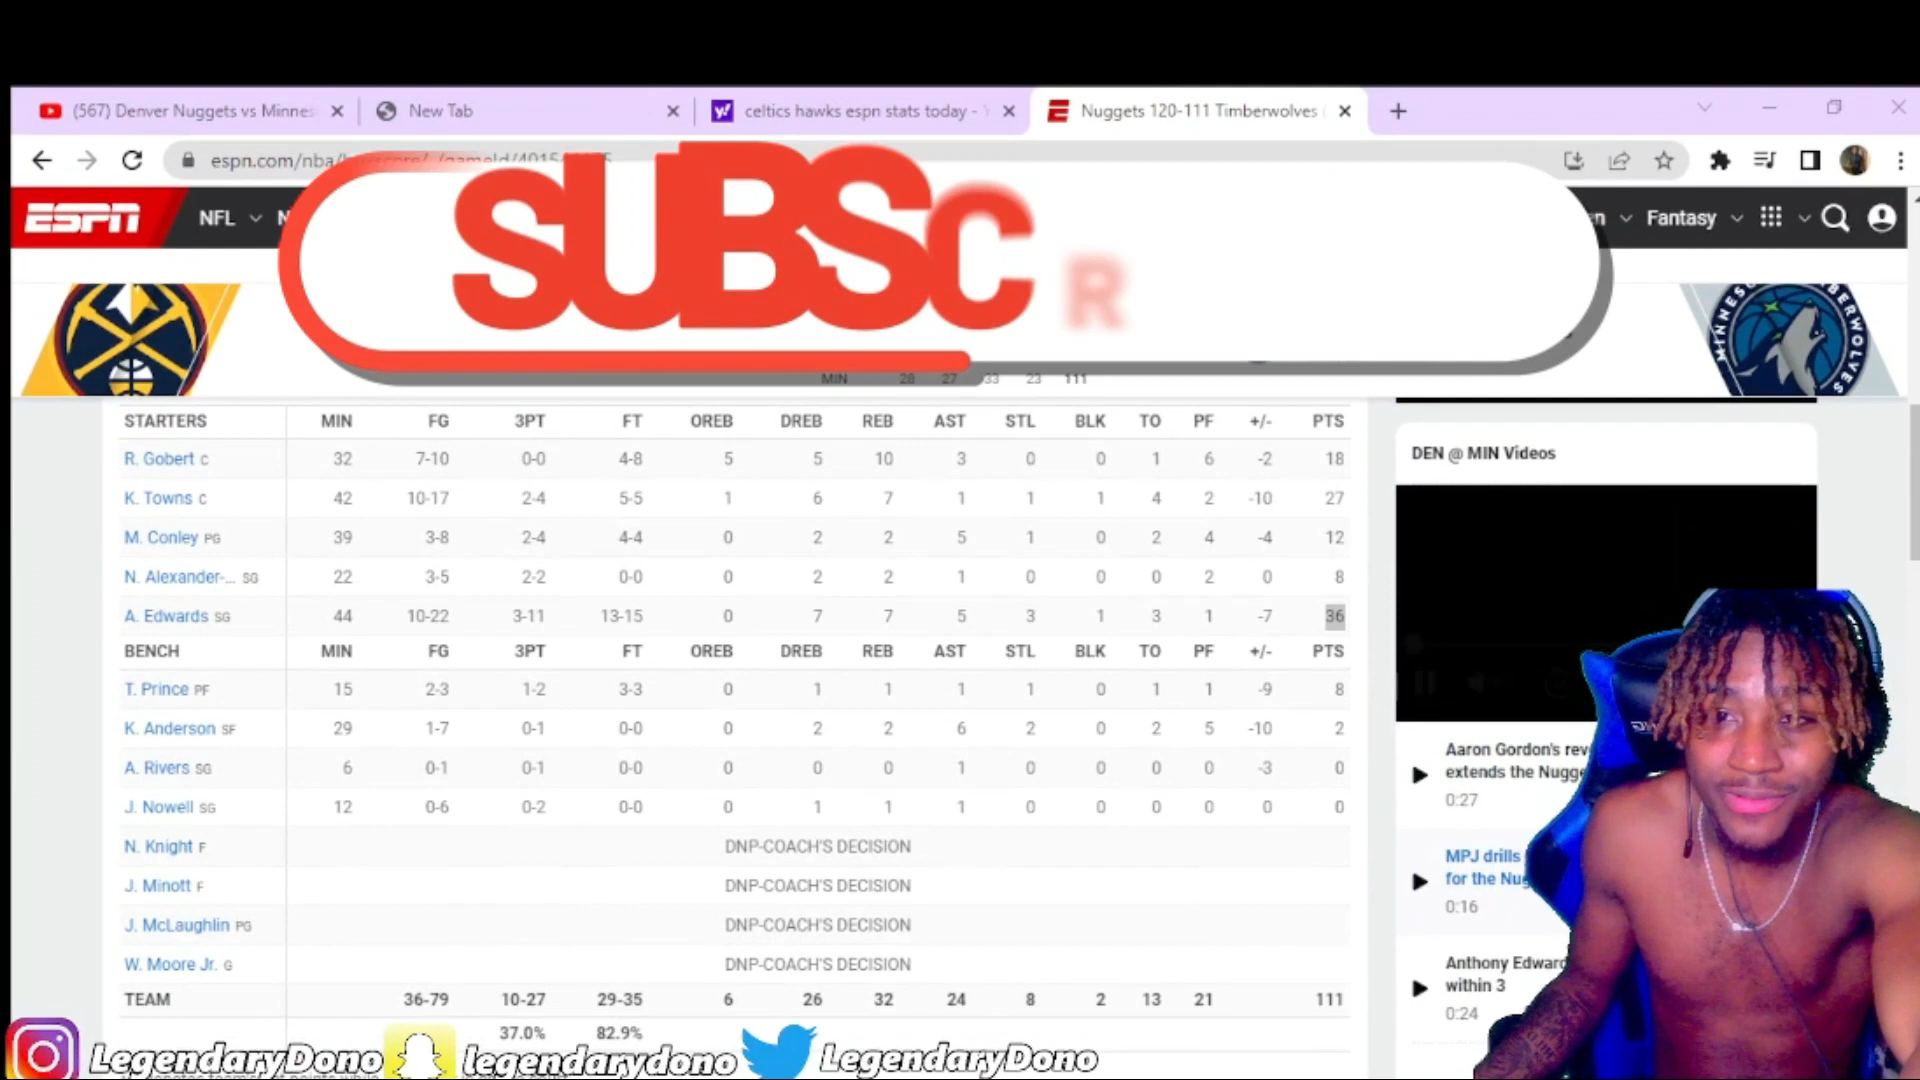 (567) Denver Nuggets vs Minnes
New Tab
celtics hawks espn stats today -
Nuggets 120-111 Timberwolves
ESPN
NFL
Fantasy
SUBSCR
MIN 28 27 33 23 111
STARTERS MIN FG 3PT FT OREB DREB REB AST STL BLK TO PF +/- PTS
R. Gobert C 32 7-10 0-0 4-8 5 5 10 3 0 0 1 6 -2 18
K. Towns C 42 10-17 2-4 5-5 1 6 7 1 1 1 4 2 -10 27
M. Conley PG 39 3-8 2-4 4-4 0 2 2 5 1 0 2 4 -4 12
N. Alexander-... SG 22 3-5 2-2 0-0 0 2 2 1 0 0 0 2 0 8
A. Edwards SG 44 10-22 3-11 13-15 0 7 7 5 3 1 3 1 -7 36
BENCH MIN FG 3PT FT OREB DREB REB AST STL BLK TO PF +/- PTS
T. Prince PF 15 2-3 1-2 3-3 0 1 1 1 1 0 1 1 -9 8
K. Anderson SF 29 1-7 0-1 0-0 0 2 2 6 2 0 2 5 -10 2
A. Rivers SG 6 0-1 0-1 0-0 0 0 0 1 0 0 0 0 -3 0
J. Nowell SG 12 0-6 0-2 0-0 0 1 1 1 0 0 0 0 0 0
N. Knight F DNP-COACH'S DECISION
J. Minott F DNP-COACH'S DECISION
J. McLaughlin PG DNP-COACH'S DECISION
W. Moore Jr. G DNP-COACH'S DECISION
TEAM 36-79 10-27 29-35 6 26 32 24 8 2 13 21 111
37.0% 82.9%
DEN @ MIN Videos
Aaron Gordon's rev
extends the Nugge
0:27
MPJ drills
for the Nug
0:16
Anthony Edward
within 3
0:24
LegendaryDono legendarydono LegendaryDono